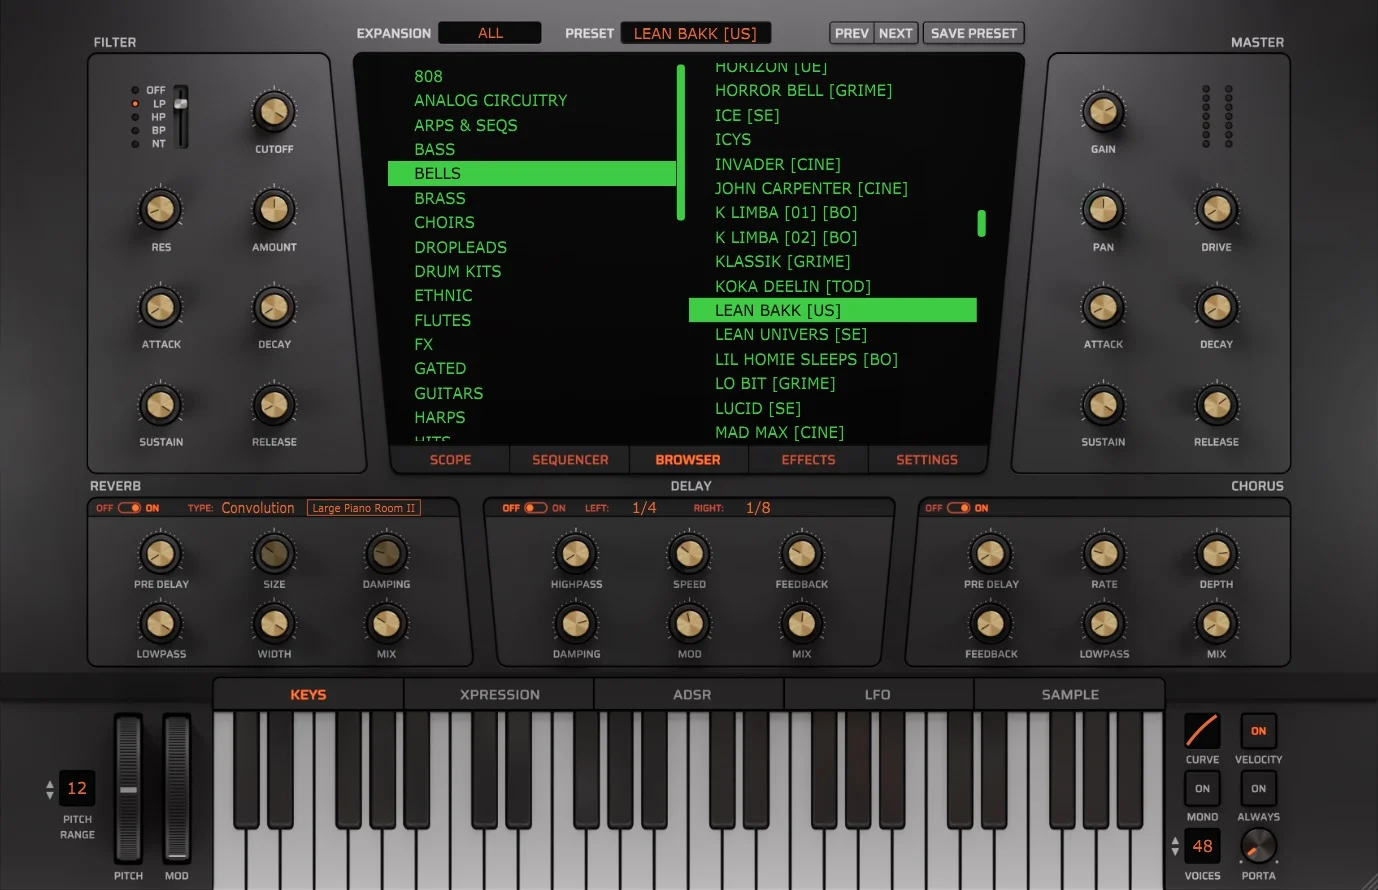 EXPANSION ALL PRESET LEAN BAKK [US] PREV NEXT SAVE PRESET
FILTER
MASTER
OFF
LP
HP
BP
NT
CUTOFF
RES
AMOUNT
ATTACK
DECAY
SUSTAIN
RELEASE
808
ANALOG CIRCUITRY
ARPS & SEQS
BASS
BELLS
BRASS
CHOIRS
DROPLEADS
DRUM KITS
ETHNIC
FLUTES
FX
GATED
GUITARS
HARPS
HITS
HORIZON [UE]
HORROR BELL [GRIME]
ICE [SE]
ICYS
INVADER [CINE]
JOHN CARPENTER [CINE]
K LIMBA [01] [BO]
K LIMBA [02] [BO]
KLASSIK [GRIME]
KOKA DEELIN [TOD]
LEAN BAKK [US]
LEAN UNIVERS [SE]
LIL HOMIE SLEEPS [BO]
LO BIT [GRIME]
LUCID [SE]
MAD MAX [CINE]
GAIN
PAN
DRIVE
ATTACK
DECAY
SUSTAIN
RELEASE
SCOPE SEQUENCER BROWSER EFFECTS SETTINGS
REVERB
OFF ON TYPE: Convolution Large Piano Room II
PRE DELAY SIZE DAMPING
LOWPASS WIDTH MIX
DELAY
OFF ON LEFT: 1/4 RIGHT: 1/8
HIGHPASS SPEED FEEDBACK
DAMPING MOD MIX
CHORUS
OFF ON
PRE DELAY RATE DEPTH
FEEDBACK LOWPASS MIX
KEYS XPRESSION ADSR LFO SAMPLE
12
PITCH
RANGE
PITCH MOD
ON
CURVE VELOCITY
ON ON
MONO ALWAYS
48
VOICES PORTA